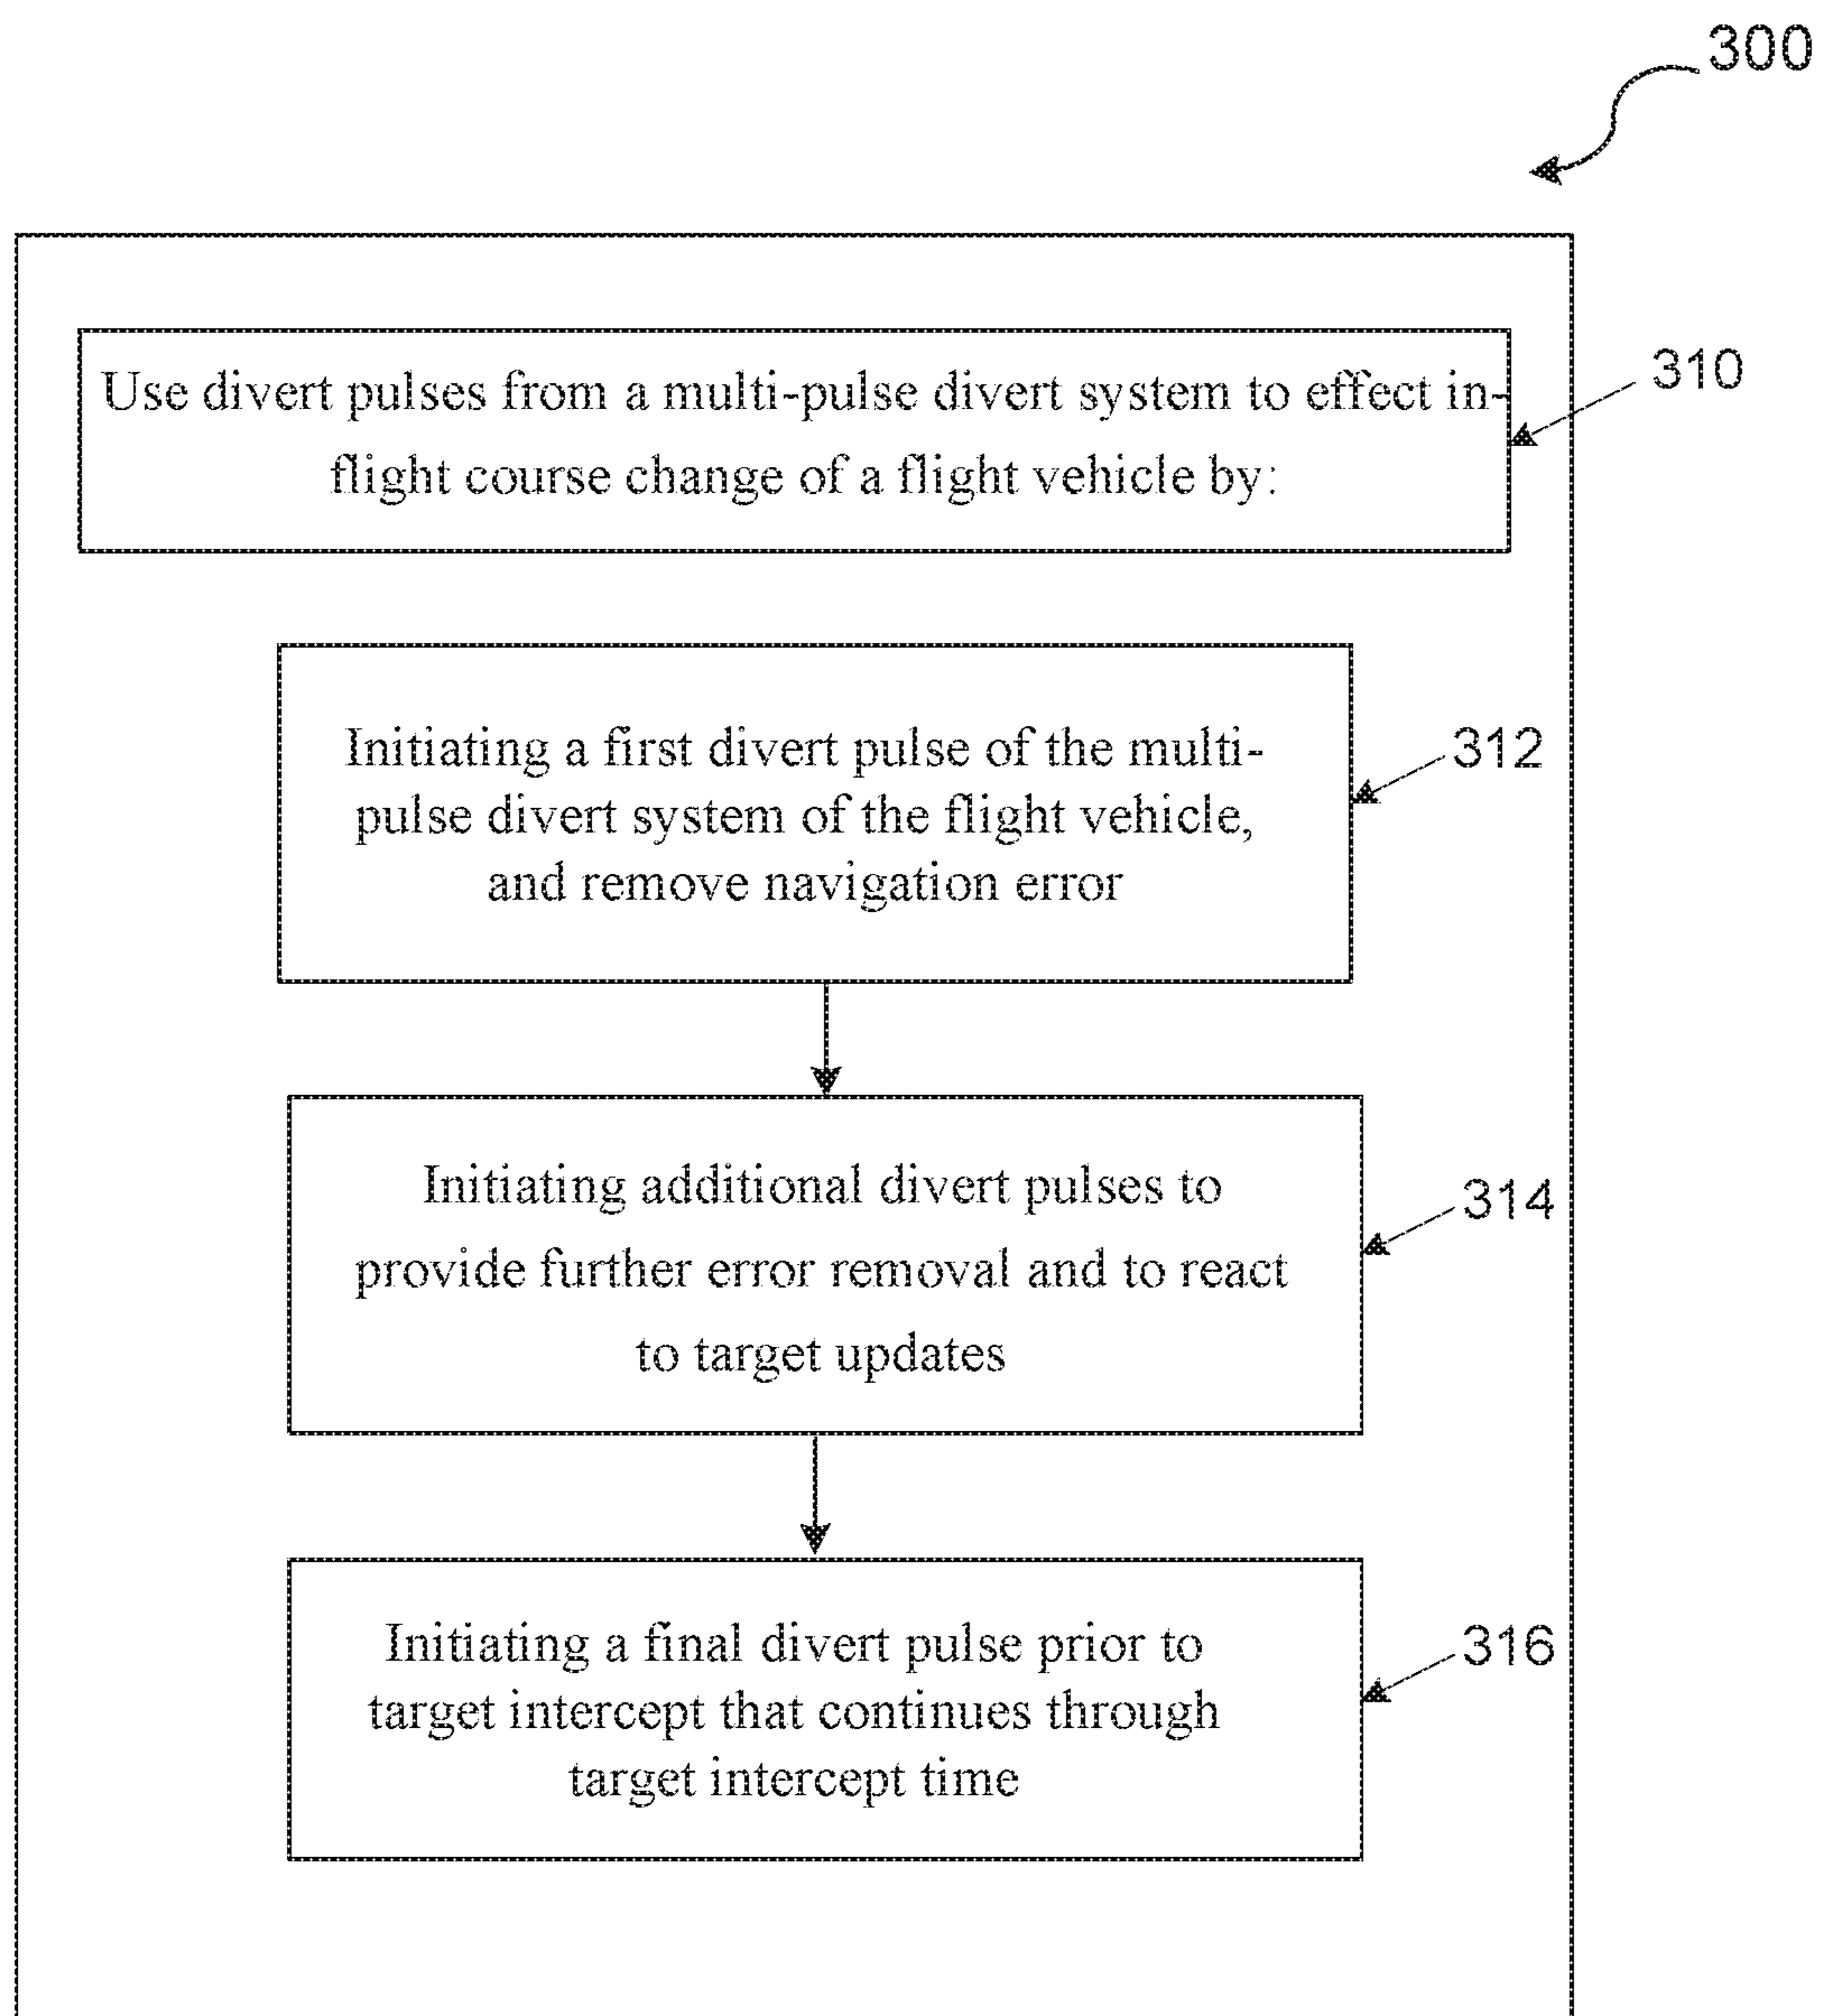 300
Use divert pulses from a multi-pulse divert system to effect in-
flight course change of a flight vehicle by:
310
Initiating a first divert pulse of the multi-
pulse divert system of the flight vehicle,
and remove navigation error
312
Initiating additional divert pulses to
provide further error removal and to react
to target updates
314
Initiating a final divert pulse prior to
target intercept that continues through
target intercept time
316